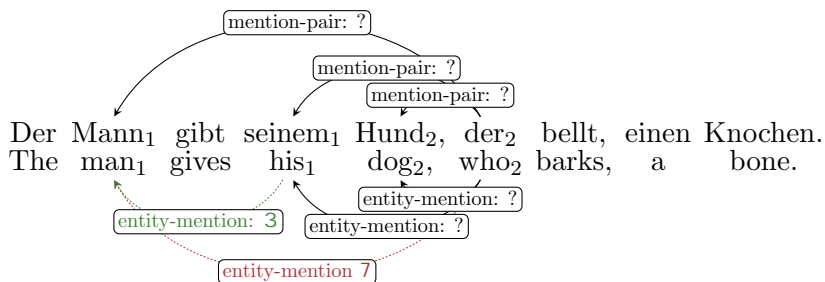 mention-pair: ?
mention-pair: ?
mention-pair: ?
Der Mann₁ gibt seinem₁ Hund₂, der₂ bellt, einen Knochen.
The man₁ gives his₁ dog₂, who₂ barks, a bone.
entity-mention: ?
entity-mention: 3
entity-mention: ?
entity-mention 7